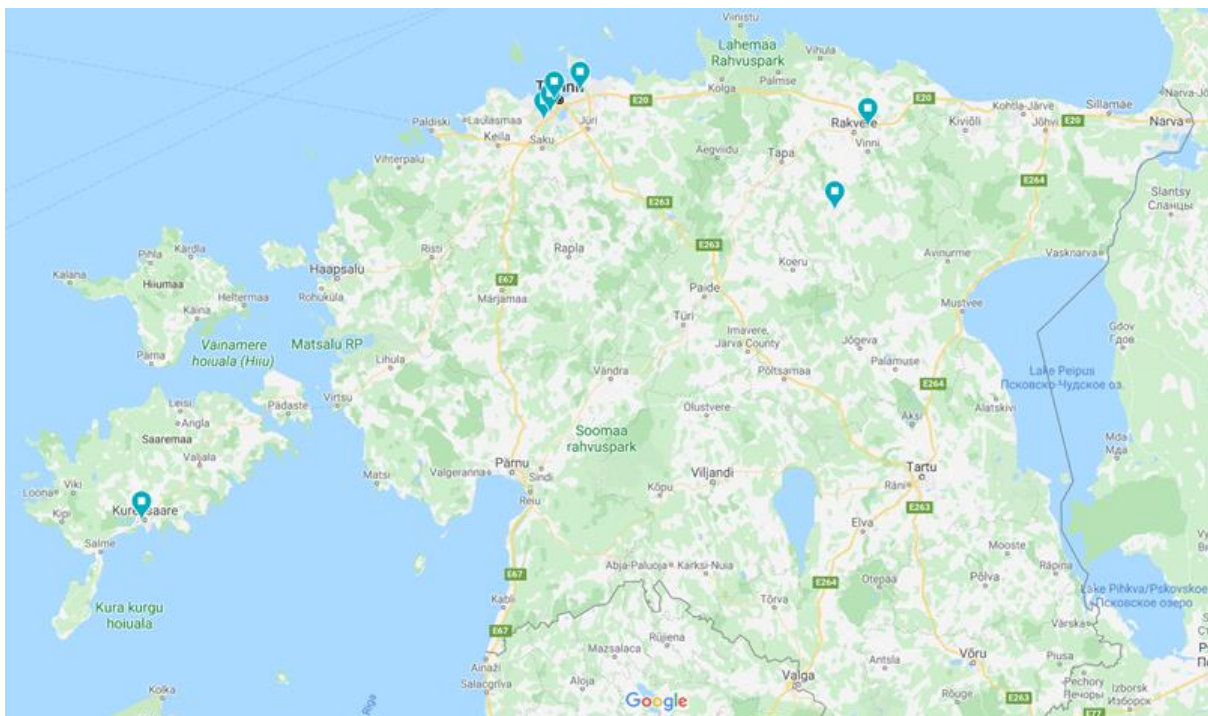 Viinistu
Lahemaa
Rahvuspark
Vihula
Kolga
Palmse
E20
E20
Kohtla-Järve
Sillamäe
Narva-Jõ
Paldiski
Laulasmaa
Keila
Saku
Jüri
Rakvere
Kiviõli
Jõhvi
E20
Narva
Vinni
Aegviidu
Tapa
Vihterpalu
E264
E263
Slantsy
Сланцы
Risti
Rapla
E263
Koeru
Avinurme
Vasknarva
Pihla
Kärdla
Kalana
Hiiumaa
Haapsalu
Heltermaa
Rohuküla
E67
Märjamaa
Paide
Käina
Türi
Mustvee
Gdov
Гдов
Vainamere
hoiuala (Hiiu)
Matsalu RP
Imavere,
Järva County
Jõgeva
Pärna
Lihula
Palamuse
Vändra
Põltsamaa
E264
Lake Peipus
Псковско-Чудское оз.
Leisi
Pädaste
Virtsu
Olustvere
Aksi
Alatskivi
Angla
Saaremaa
Soomaa
rahvuspark
Valjala
Мda
Мда
Matsi
Valgeranna
Pärnu
Sindi
Viljandi
Tartu
Räni
Loona
Viki
Kõpu
Reiu
Kipi
E263
Elva
Salme
Mooste
Abja-Paluoja
Karksi-Nuia
E67
E264
Otepää
Põlva
Räpina
Kabli
Tõrva
Lake Pihkva/Pskovskoe
Псковское озеро
Kura kurgu
hoiuala
E67
Värska
Rūjiena
Mazsalaca
Ainaži
Salacgrīva
Aloja
Valga
Antsla
Võru
Piusa
Pechory
Печоры
Izborsk
Изборск
Kolka
Riga
Google
Rõuge
E263
E77